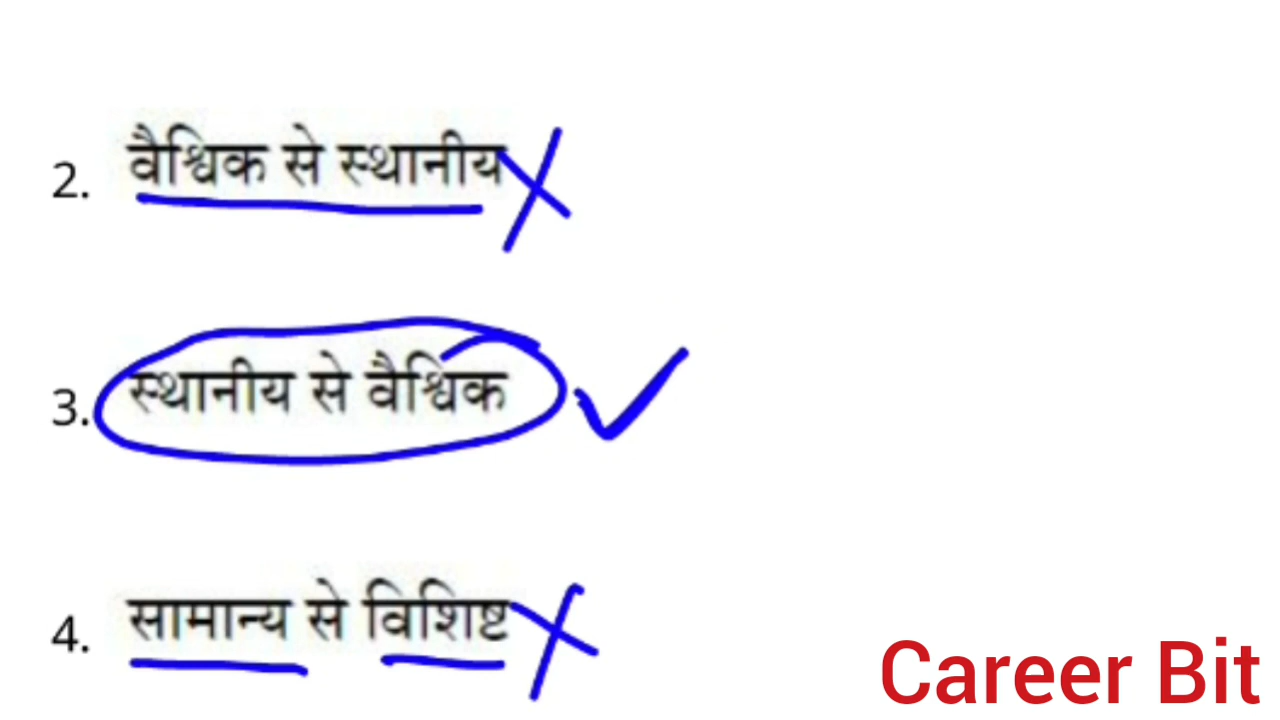 2. वैश्विक से स्थानीय
3. स्थानीय से वैश्विक
4. सामान्य से विशिष्ट
Career Bit